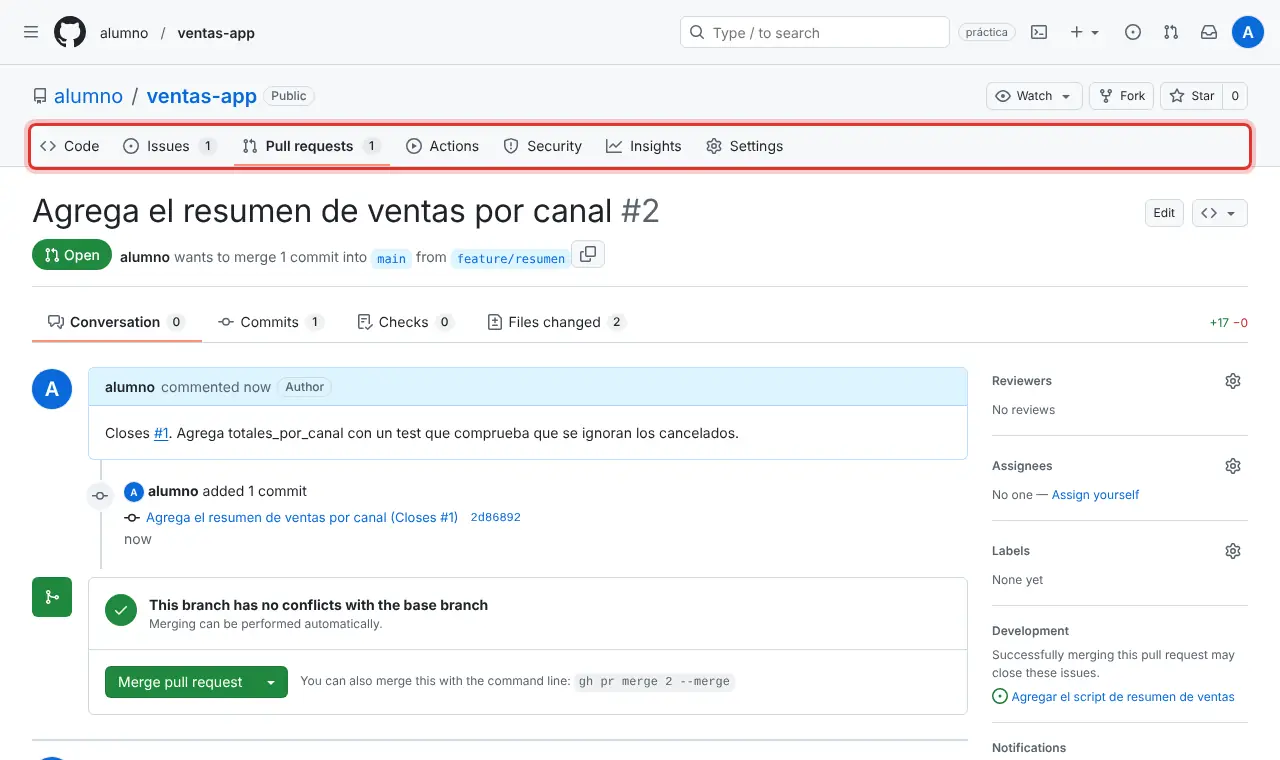 alumno / ventas-app
Type / to search
práctica
A
alumno / ventas-app Public
Watch Fork Star 0
Code Issues 1 Pull requests 1 Actions Security Insights Settings
Agrega el resumen de ventas por canal #2
Edit
Open alumno wants to merge 1 commit into main from feature/resumen
Conversation 0 Commits 1 Checks 0 Files changed 2
+17 −0
A
alumno commented now Author
Closes #1. Agrega totales_por_canal con un test que comprueba que se ignoran los cancelados.
A alumno added 1 commit
Agrega el resumen de ventas por canal (Closes #1) 2d86892
now
This branch has no conflicts with the base branch
Merging can be performed automatically.
Merge pull request You can also merge this with the command line: gh pr merge 2 --merge
Reviewers
No reviews
Assignees
No one — Assign yourself
Labels
None yet
Development
Successfully merging this pull request may
close these issues.
Agregar el script de resumen de ventas
Notifications